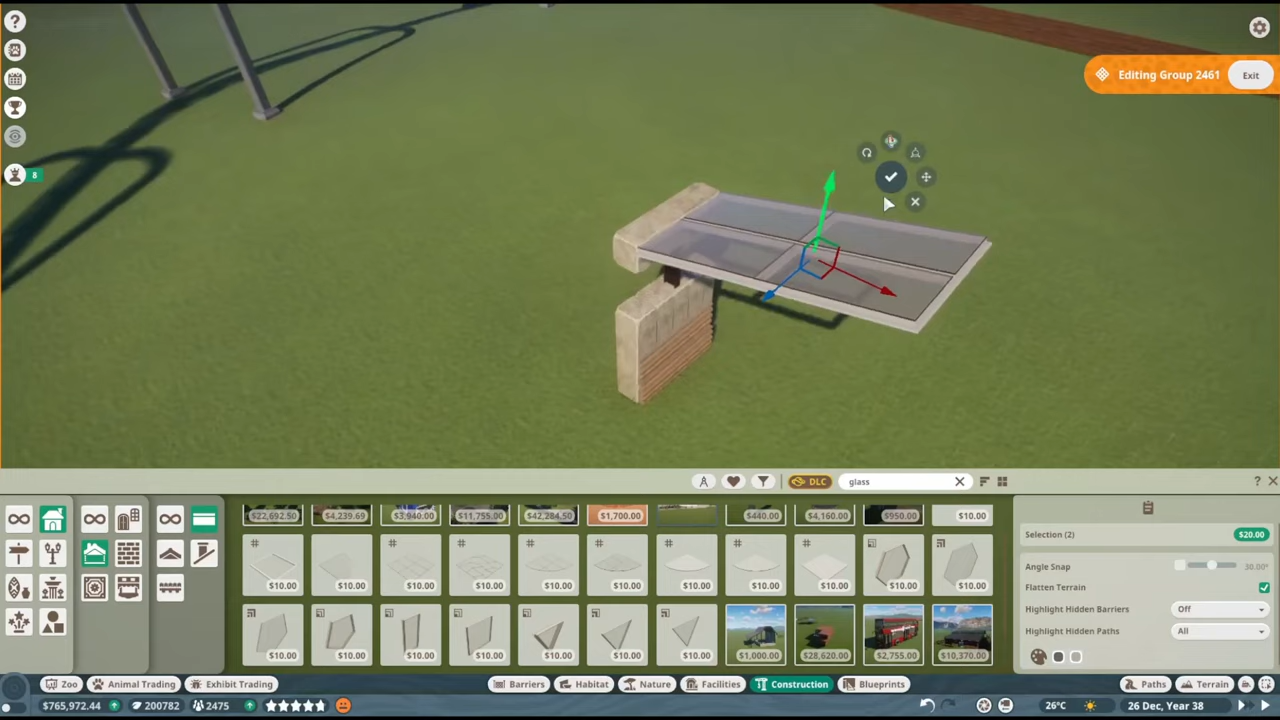 ?
Editing Group 2461 Exit
8
DLC glass
?
$22,692.50 $4,239.69 $3,940.00 $11,755.00 $42,284.50 $1,700.00 $440.00 $4,160.00 $950.00 $10.00
Selection (2) $20.00
$10.00 $10.00 $10.00 $10.00 $10.00 $10.00 $10.00 $10.00 $10.00 $10.00 $10.00
Angle Snap 30.00°
Flatten Terrain
Highlight Hidden Barriers Off
Highlight Hidden Paths All
$10.00 $10.00 $10.00 $10.00 $10.00 $10.00 $10.00 $1,000.00 $28,620.00 $2,755.00 $10,370.00
Zoo Animal Trading Exhibit Trading Barriers Habitat Nature Facilities Construction Blueprints Paths Terrain
$765,972.44 200782 2475 26°C 26 Dec, Year 38